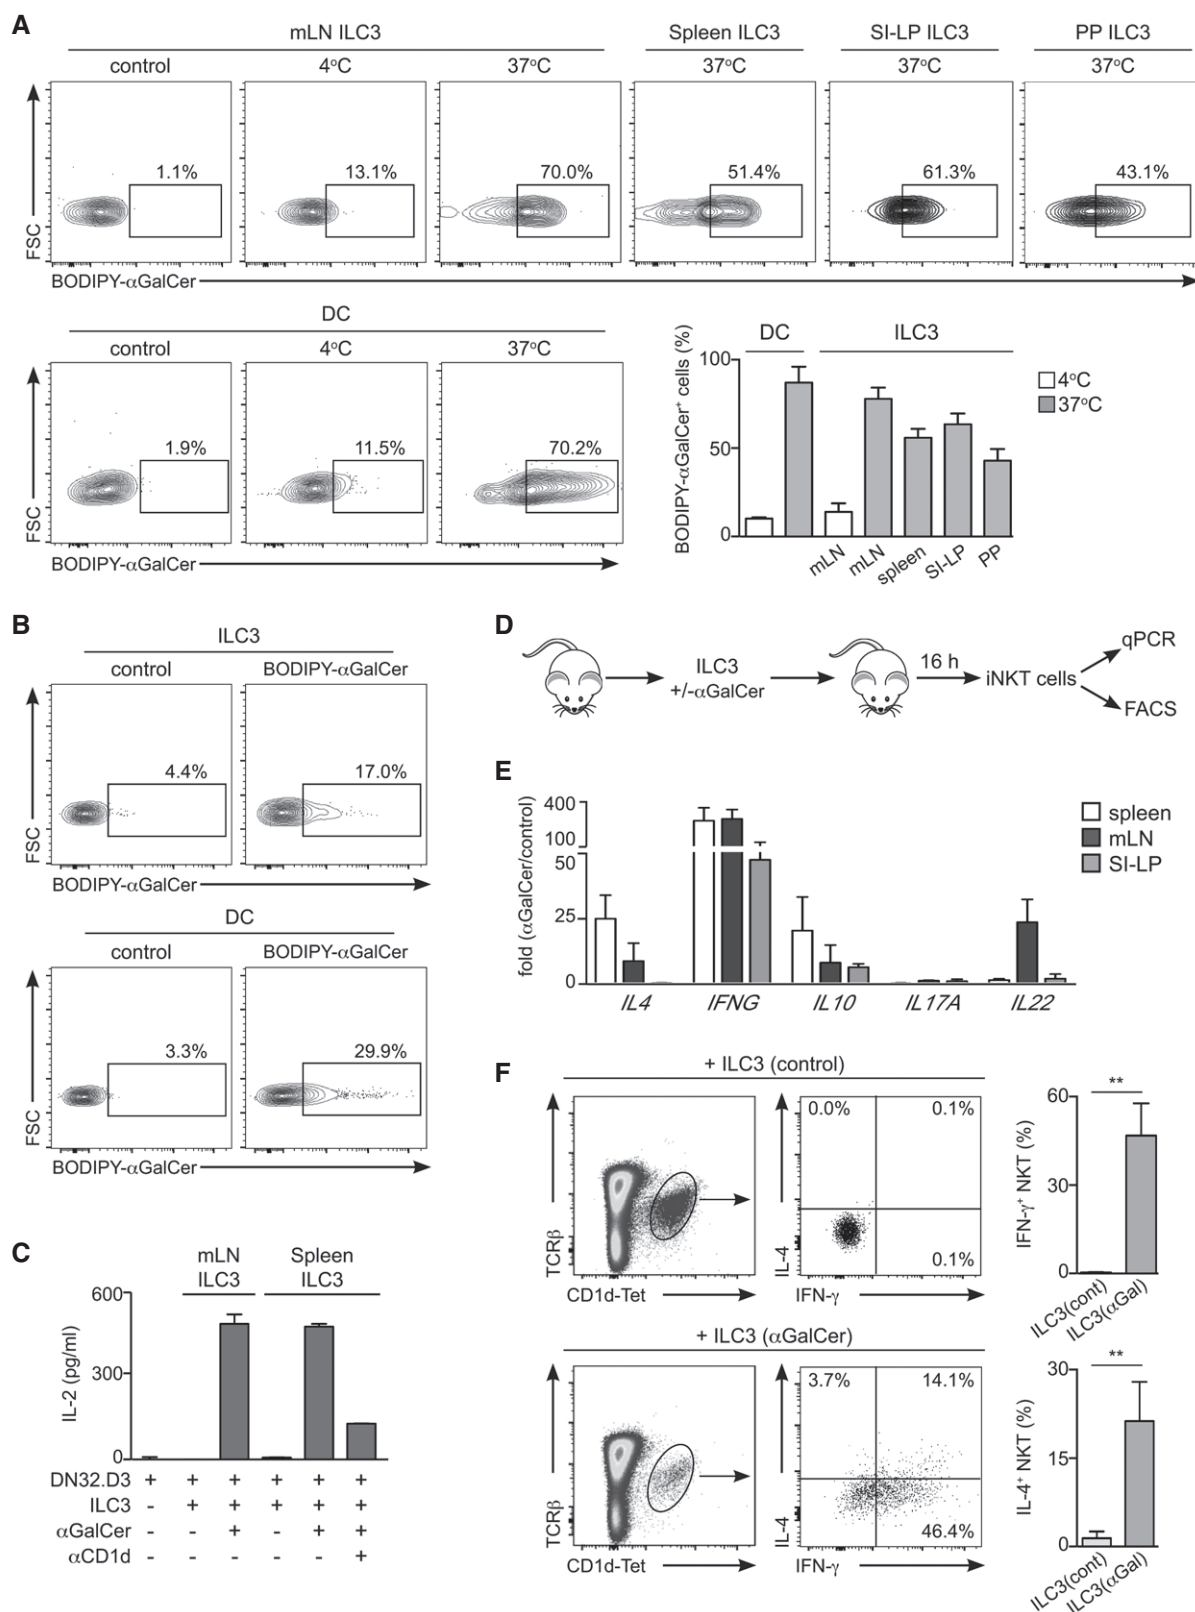 A
mLN ILC3
Spleen ILC3
SI-LP ILC3
PP ILC3
control
4°C
37°C
37°C
37°C
37°C
1.1%
13.1%
70.0%
51.4%
61.3%
43.1%
FSC
BODIPY-αGalCer
DC
control
4°C
37°C
1.9%
11.5%
70.2%
FSC
BODIPY-αGalCer
BODIPY-αGalCer⁺ cells (%)
DC
ILC3
100
50
0
mLN
mLN
spleen
SI-LP
PP
4°C
37°C
B
ILC3
control
BODIPY-αGalCer
4.4%
17.0%
FSC
BODIPY-αGalCer
DC
control
BODIPY-αGalCer
3.3%
29.9%
FSC
BODIPY-αGalCer
C
mLN ILC3
Spleen ILC3
IL-2 (pg/ml)
600
300
0
DN32.D3 + + + + + +
ILC3 - + + + + +
αGalCer - - + - + +
αCD1d - - - - - +
D
ILC3
+/-αGalCer
16 h
iNKT cells
qPCR
FACS
E
fold (αGalCer/control)
400
100
50
25
0
IL4
IFNG
IL10
IL17A
IL22
spleen
mLN
SI-LP
F
+ ILC3 (control)
TCRβ
CD1d-Tet
0.0%
0.1%
0.1%
IL-4
IFN-γ
IFN-γ⁺ NKT (%)
60
30
0
**
ILC3(cont)
ILC3(αGal)
+ ILC3 (αGalCer)
TCRβ
CD1d-Tet
3.7%
14.1%
46.4%
IL-4
IFN-γ
IL-4⁺ NKT (%)
30
15
0
**
ILC3(cont)
ILC3(αGal)